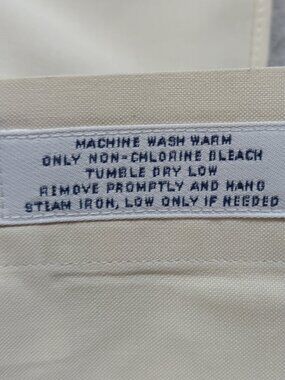 MACHINE WASH WARM
ONLY NON-CHLORINE BLEACH
TUMBLE DRY LOW
REMOVE PROMPTLY AND HANG
STEAM IRON, LOW ONLY IF NEEDED